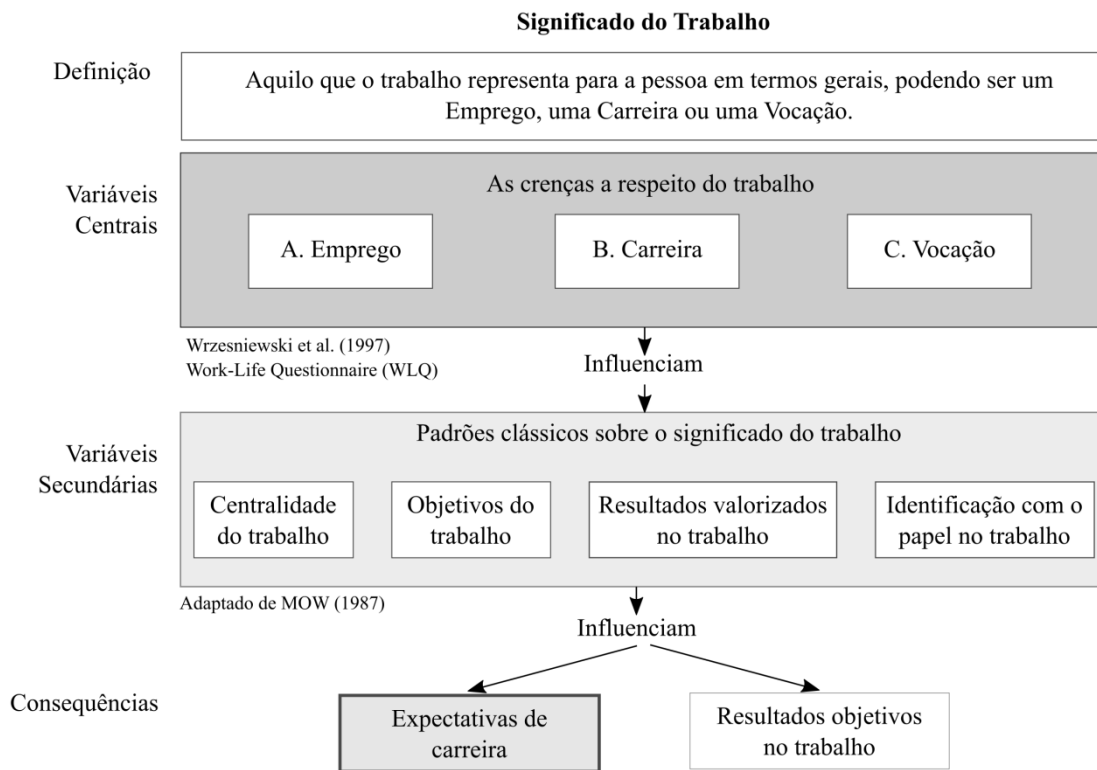 Significado do Trabalho
Definição
Aquilo que o trabalho representa para a pessoa em termos gerais, podendo ser um
Emprego, uma Carreira ou uma Vocação.
Variáveis
Centrais
As crenças a respeito do trabalho
A. Emprego
B. Carreira
C. Vocação
Wrzesniewski et al. (1997)
Work-Life Questionnaire (WLQ)
Influenciam
Variáveis
Secundárias
Padrões clássicos sobre o significado do trabalho
Centralidade
do trabalho
Objetivos do
trabalho
Resultados valorizados
no trabalho
Identificação com o
papel no trabalho
Adaptado de MOW (1987)
Influenciam
Consequências
Expectativas de
carreira
Resultados objetivos
no trabalho